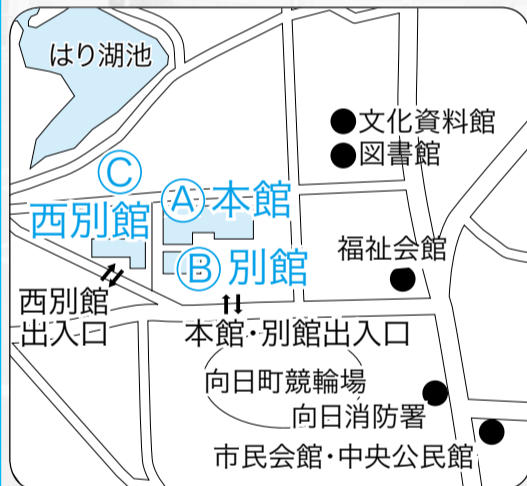 はり湖池
●文化資料館
●図書館
Ⓒ
西別館
Ⓐ本館
Ⓑ別館
福祉会館
西別館
出入口
本館・別館出入口
向日町競輪場
向日消防署
市民会館・中央公民館